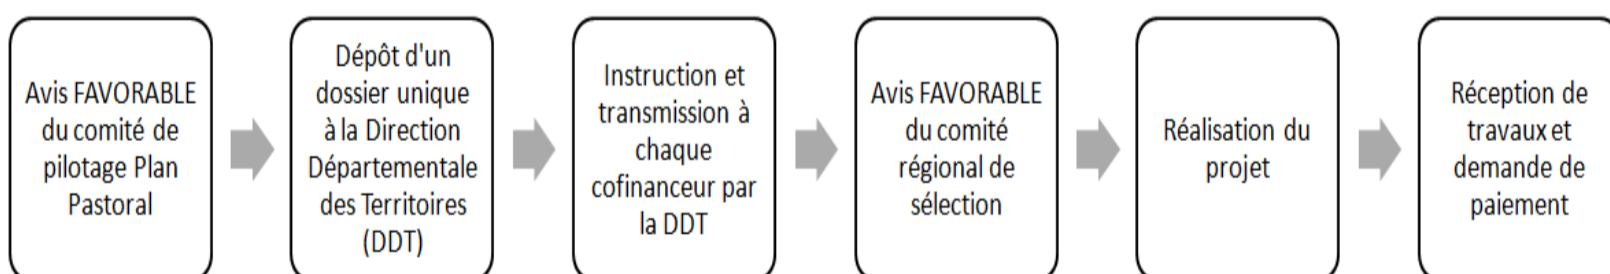 Avis FAVORABLE
du comité de
pilotage Plan
Pastoral
Dépôt d'un
dossier unique
à la Direction
Départementale
des Territoires
(DDT)
Instruction et
transmission à
chaque
cofinanceur par
la DDT
Avis FAVORABLE
du comité
régional de
sélection
Réalisation du
projet
Réception de
travaux et
demande de
paiement